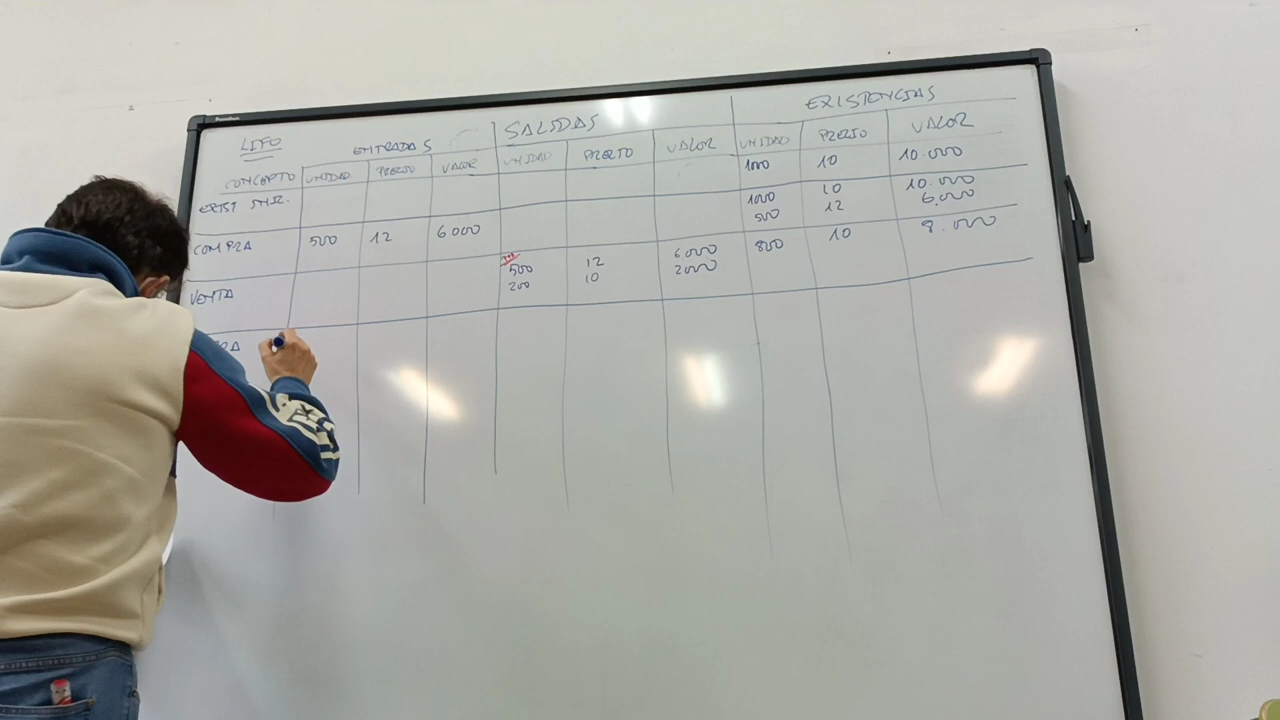 LIFO
ENTRADAS
SALIDAS
EXISTENCIAS
CONCEPTO UNIDAD PRECIO VALOR UNIDAD PRECIO VALOR UNIDAD PRECIO VALOR
EXIST INIC. 1000 10 10.000
COMPRA 500 12 6000 1000 10 10.000
500 12 6,000
VENTA 500 12 6000 800 10 8.000
200 10 2000